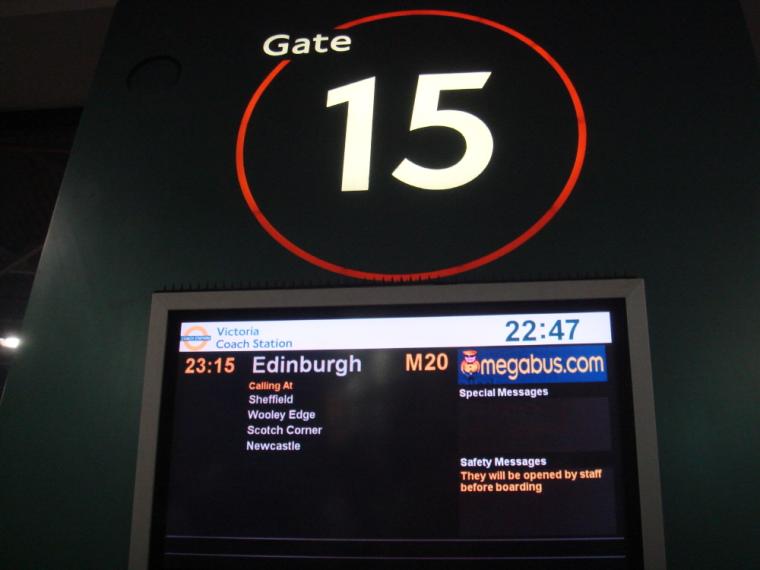 Gate
15
Victoria
Coach Station
22:47
23:15 Edinburgh M20
megabus.com
Calling At
Sheffield
Wooley Edge
Scotch Corner
Newcastle
Special Messages
Safety Messages
They will be opened by staff
before boarding